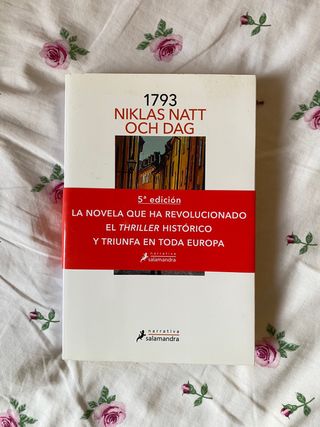 1793
NIKLAS NATT
OCH DAG
5ª edición
LA NOVELA QUE HA REVOLUCIONADO
EL THRILLER HISTÓRICO
Y TRIUNFA EN TODA EUROPA
narrativa
salamandra
narrativa
salamandra